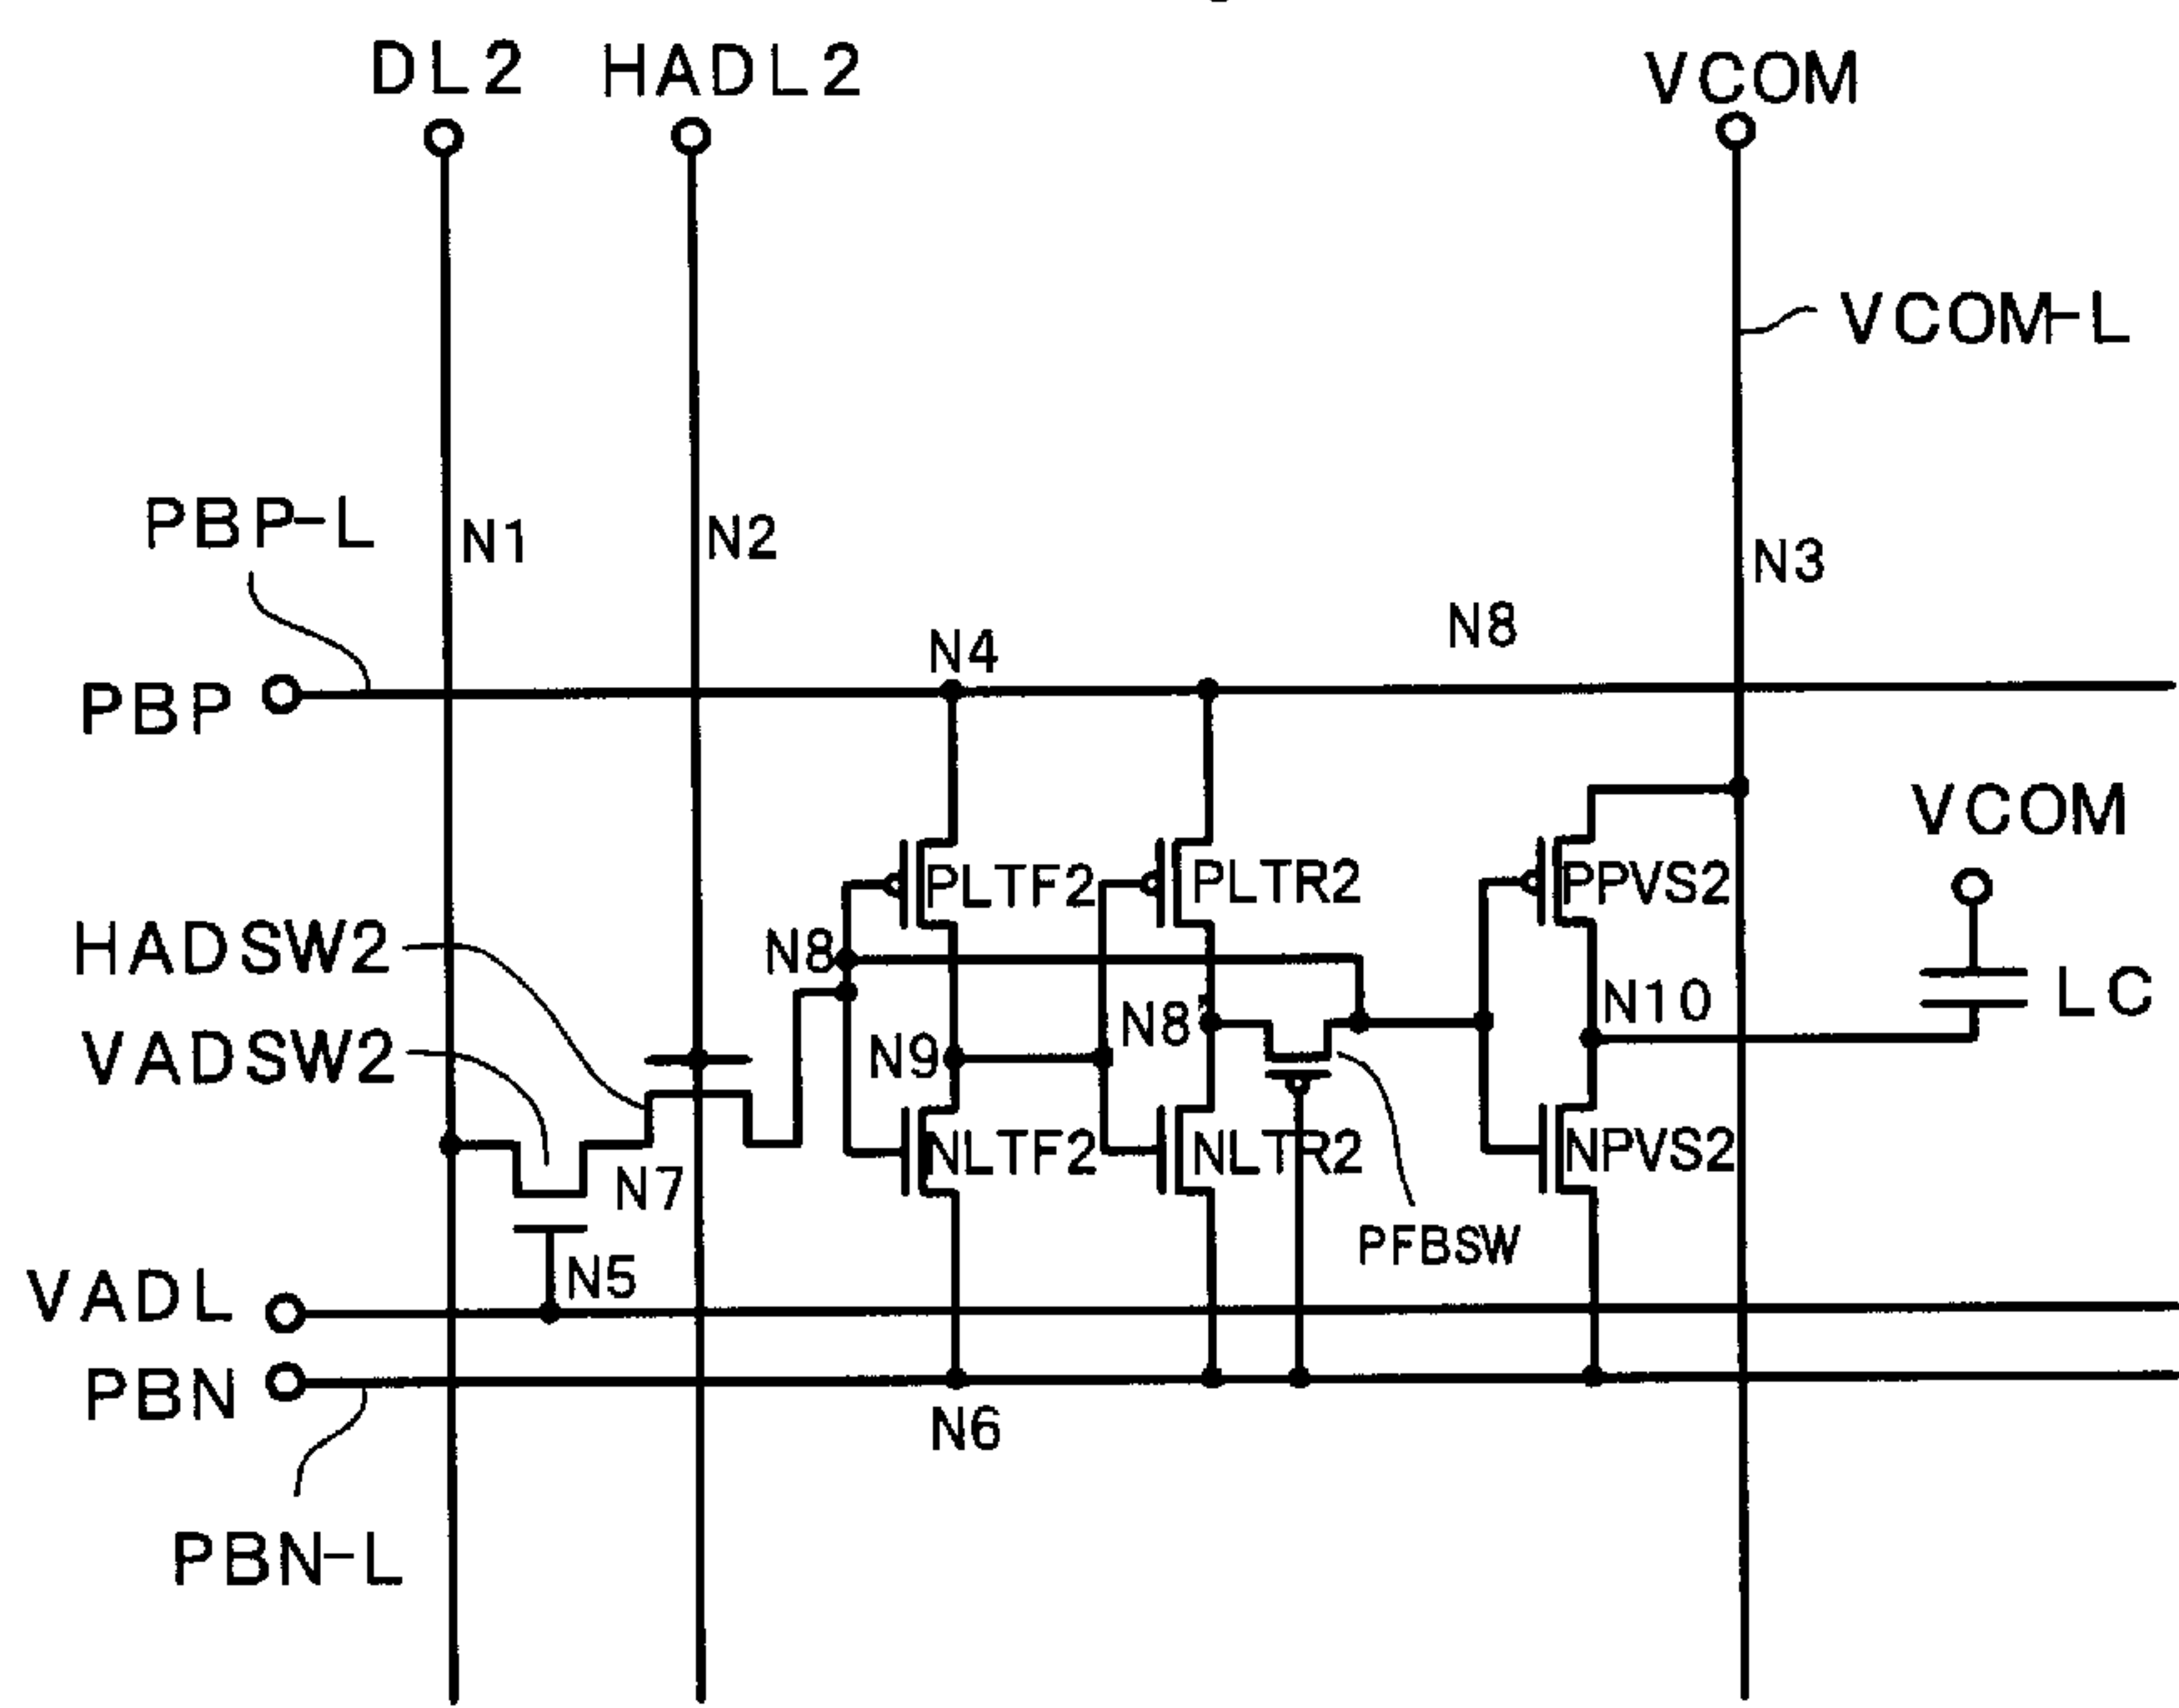 DL2 HADL2 VCOM
VCOM-L
PBP-L
N1
N2
N3
N8
N4
PBP
VCOM
PLTF2
PLTR2
PPVS2
HADSW2
N8
LC
N10
N8'
VADSW2
N9
NLTF2
NLTR2
NPVS2
N7
PFBSW
N5
VADL
PBN
N6
PBN-L